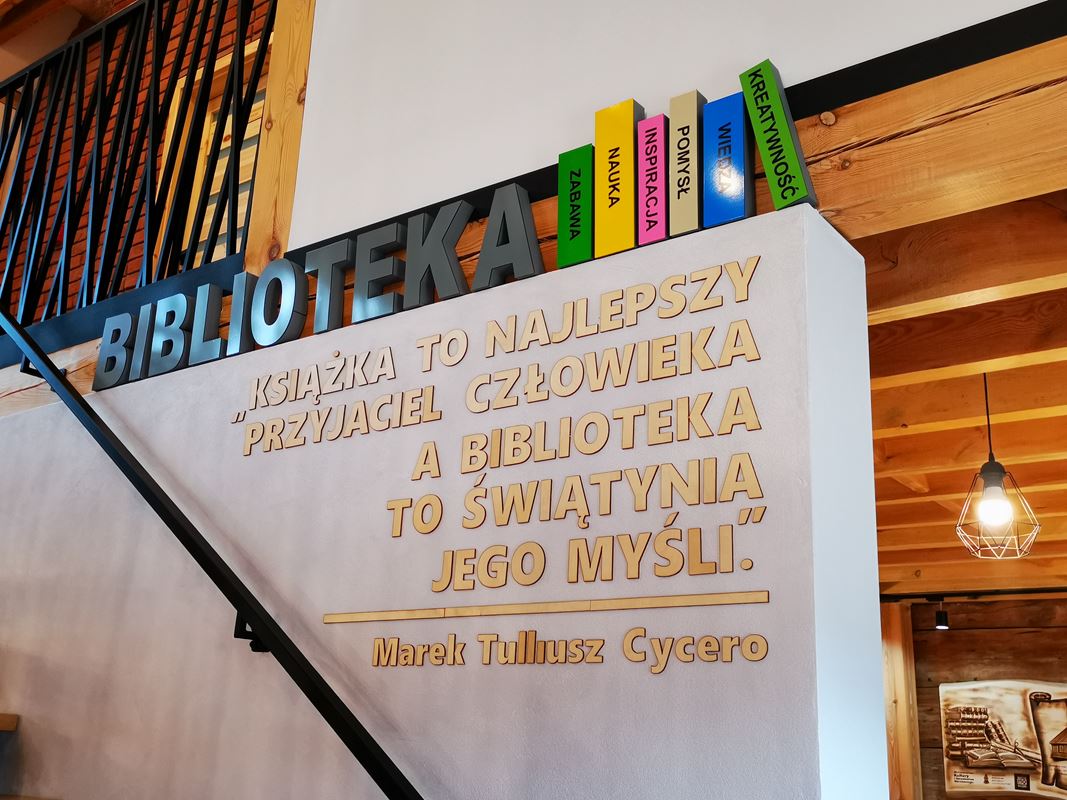 BIBLIOTEKA
ZABAWA
NAUKA
INSPIRACJA
POMYSŁ
WIEDZA
KREATYWNOŚĆ
„KSIĄŻKA TO NAJLEPSZY
PRZYJACIEL CZŁOWIEKA
A BIBLIOTEKA
TO ŚWIĄTYNIA
JEGO MYŚLI.”
Marek Tulliusz Cycero